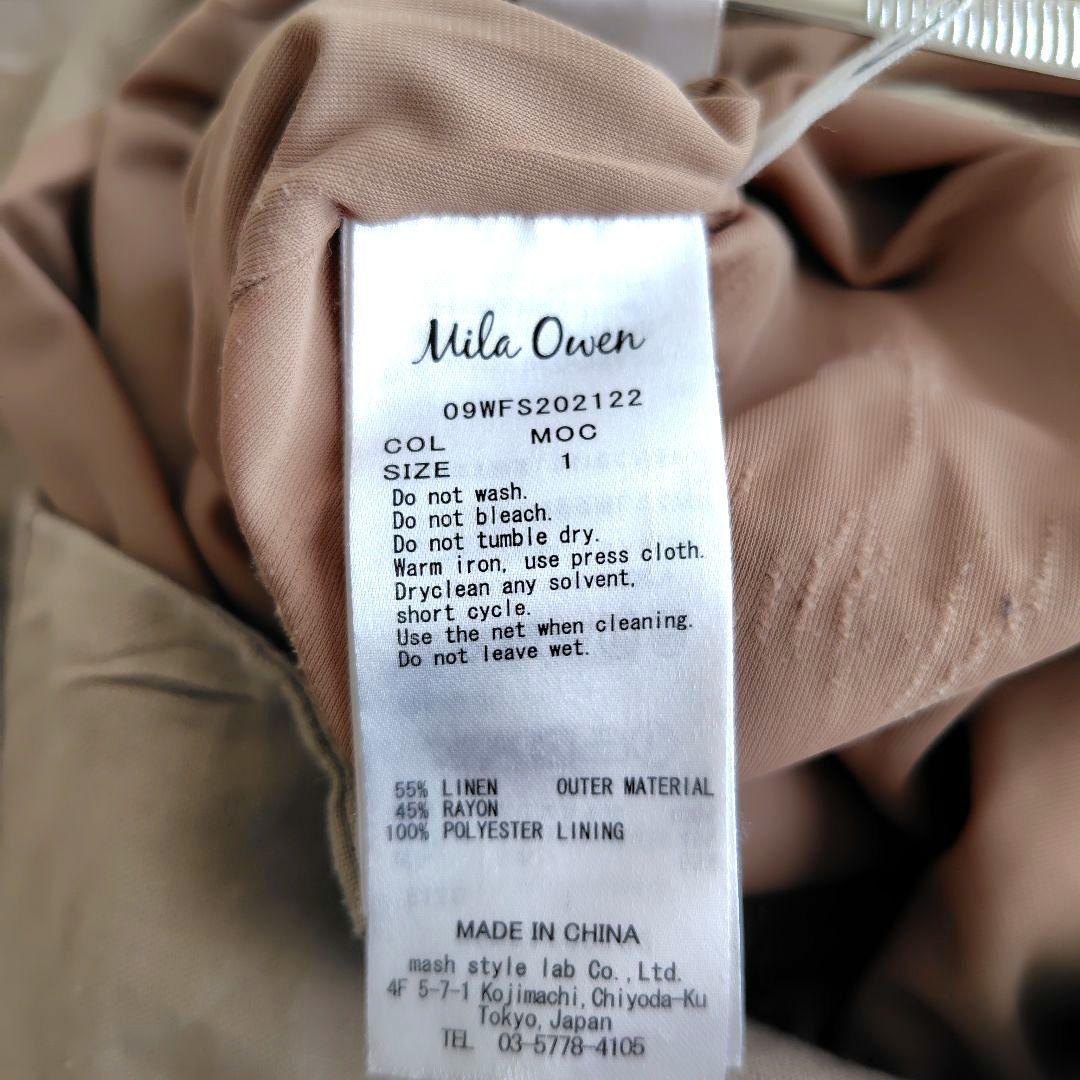 Mila Owen
09WFS202122
COL MOC
SIZE 1
Do not wash.
Do not bleach.
Do not tumble dry.
Warm iron, use press cloth.
Dryclean any solvent,
short cycle.
Use the net when cleaning.
Do not leave wet.
55% LINEN OUTER MATERIAL
45% RAYON
100% POLYESTER LINING
MADE IN CHINA
mash style lab Co.,Ltd.
4F 5-7-1 Kojimachi,Chiyoda-Ku
Tokyo,Japan
TEL 03-5778-4105